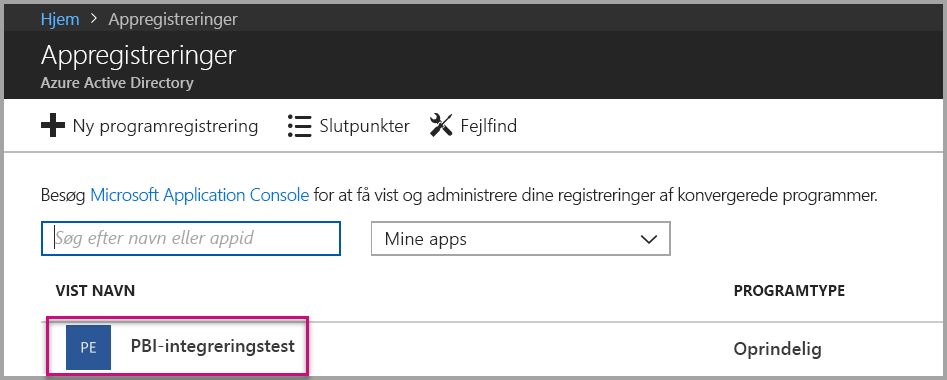 Hjem > Appregistreringer
Appregistreringer
Azure Active Directory
Ny programregistrering Slutpunkter Fejlfind
Besøg Microsoft Application Console for at få vist og administrere dine registreringer af konvergerede programmer.
Søg efter navn eller appid Mine apps
VIST NAVN PROGRAMTYPE
PE PBI-integreringstest Oprindelig